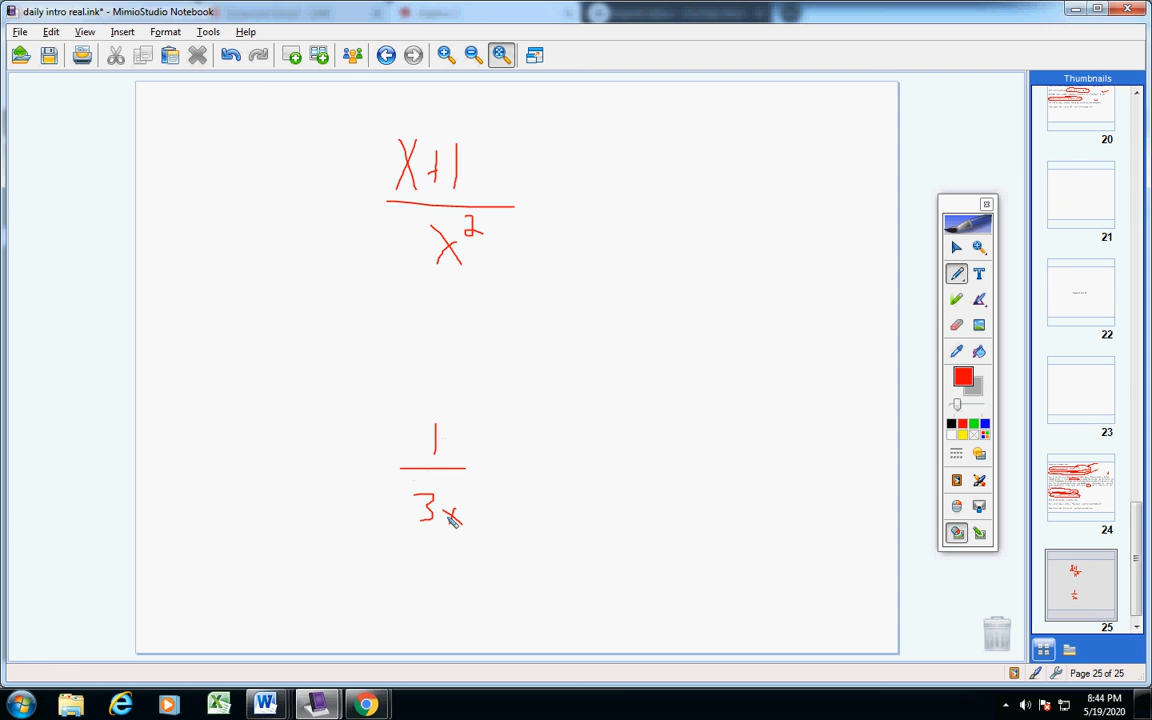 daily intro real.ink* - MimioStudio Notebook
File Edit View Insert Format Tools Help
Thumbnails
20
21
22
23
24
25
X+1
x²
1
3x
T
Page 25 of 25
8:44 PM
5/19/2020